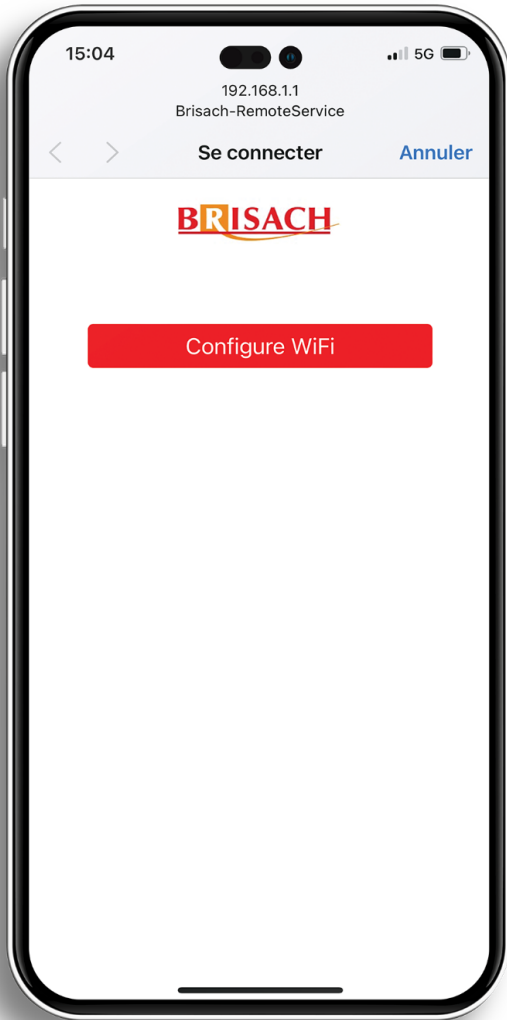 15:04
5G
192.168.1.1
Brisach-RemoteService
Se connecter
Annuler
BRISACH
Configure WiFi